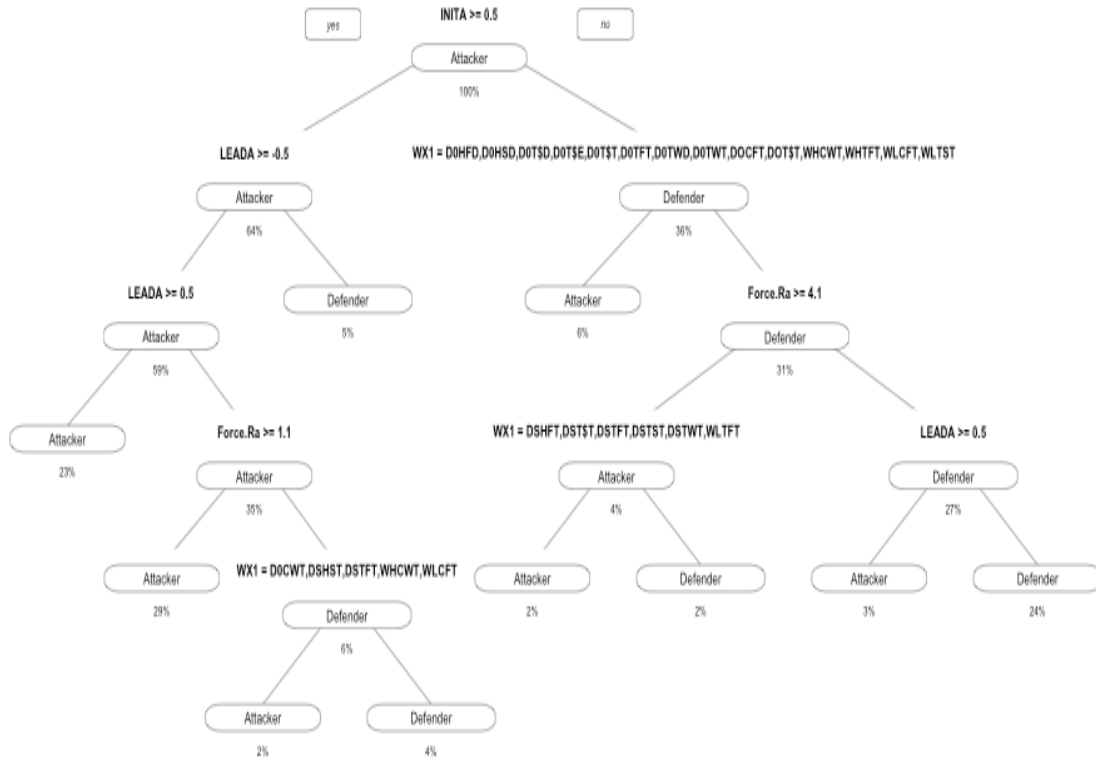 INITA >= 0.5
yes
no
Attacker
100%
LEADA >= -0.5
WX1 = D0HFD,D0HSD,D0T$D,D0T$E,D0T$T,D0TFT,D0TWD,D0TWT,DOCFT,DOT$T,WHCWT,WHTFT,WLCFT,WLTST
Attacker
Defender
64%
36%
LEADA >= 0.5
Defender
Attacker
Force.Ra >= 4.1
5%
6%
Attacker
Defender
59%
31%
Attacker
Force.Ra >= 1.1
WX1 = DSHFT,DST$T,DSTFT,DSTST,DSTWT,WLTFT
LEADA >= 0.5
23%
Attacker
Attacker
Defender
35%
4%
27%
Attacker
WX1 = D0CWT,DSHST,DSTFT,WHCWT,WLCFT
Attacker
Defender
Attacker
Defender
29%
2%
2%
3%
24%
Defender
6%
Attacker
Defender
2%
4%